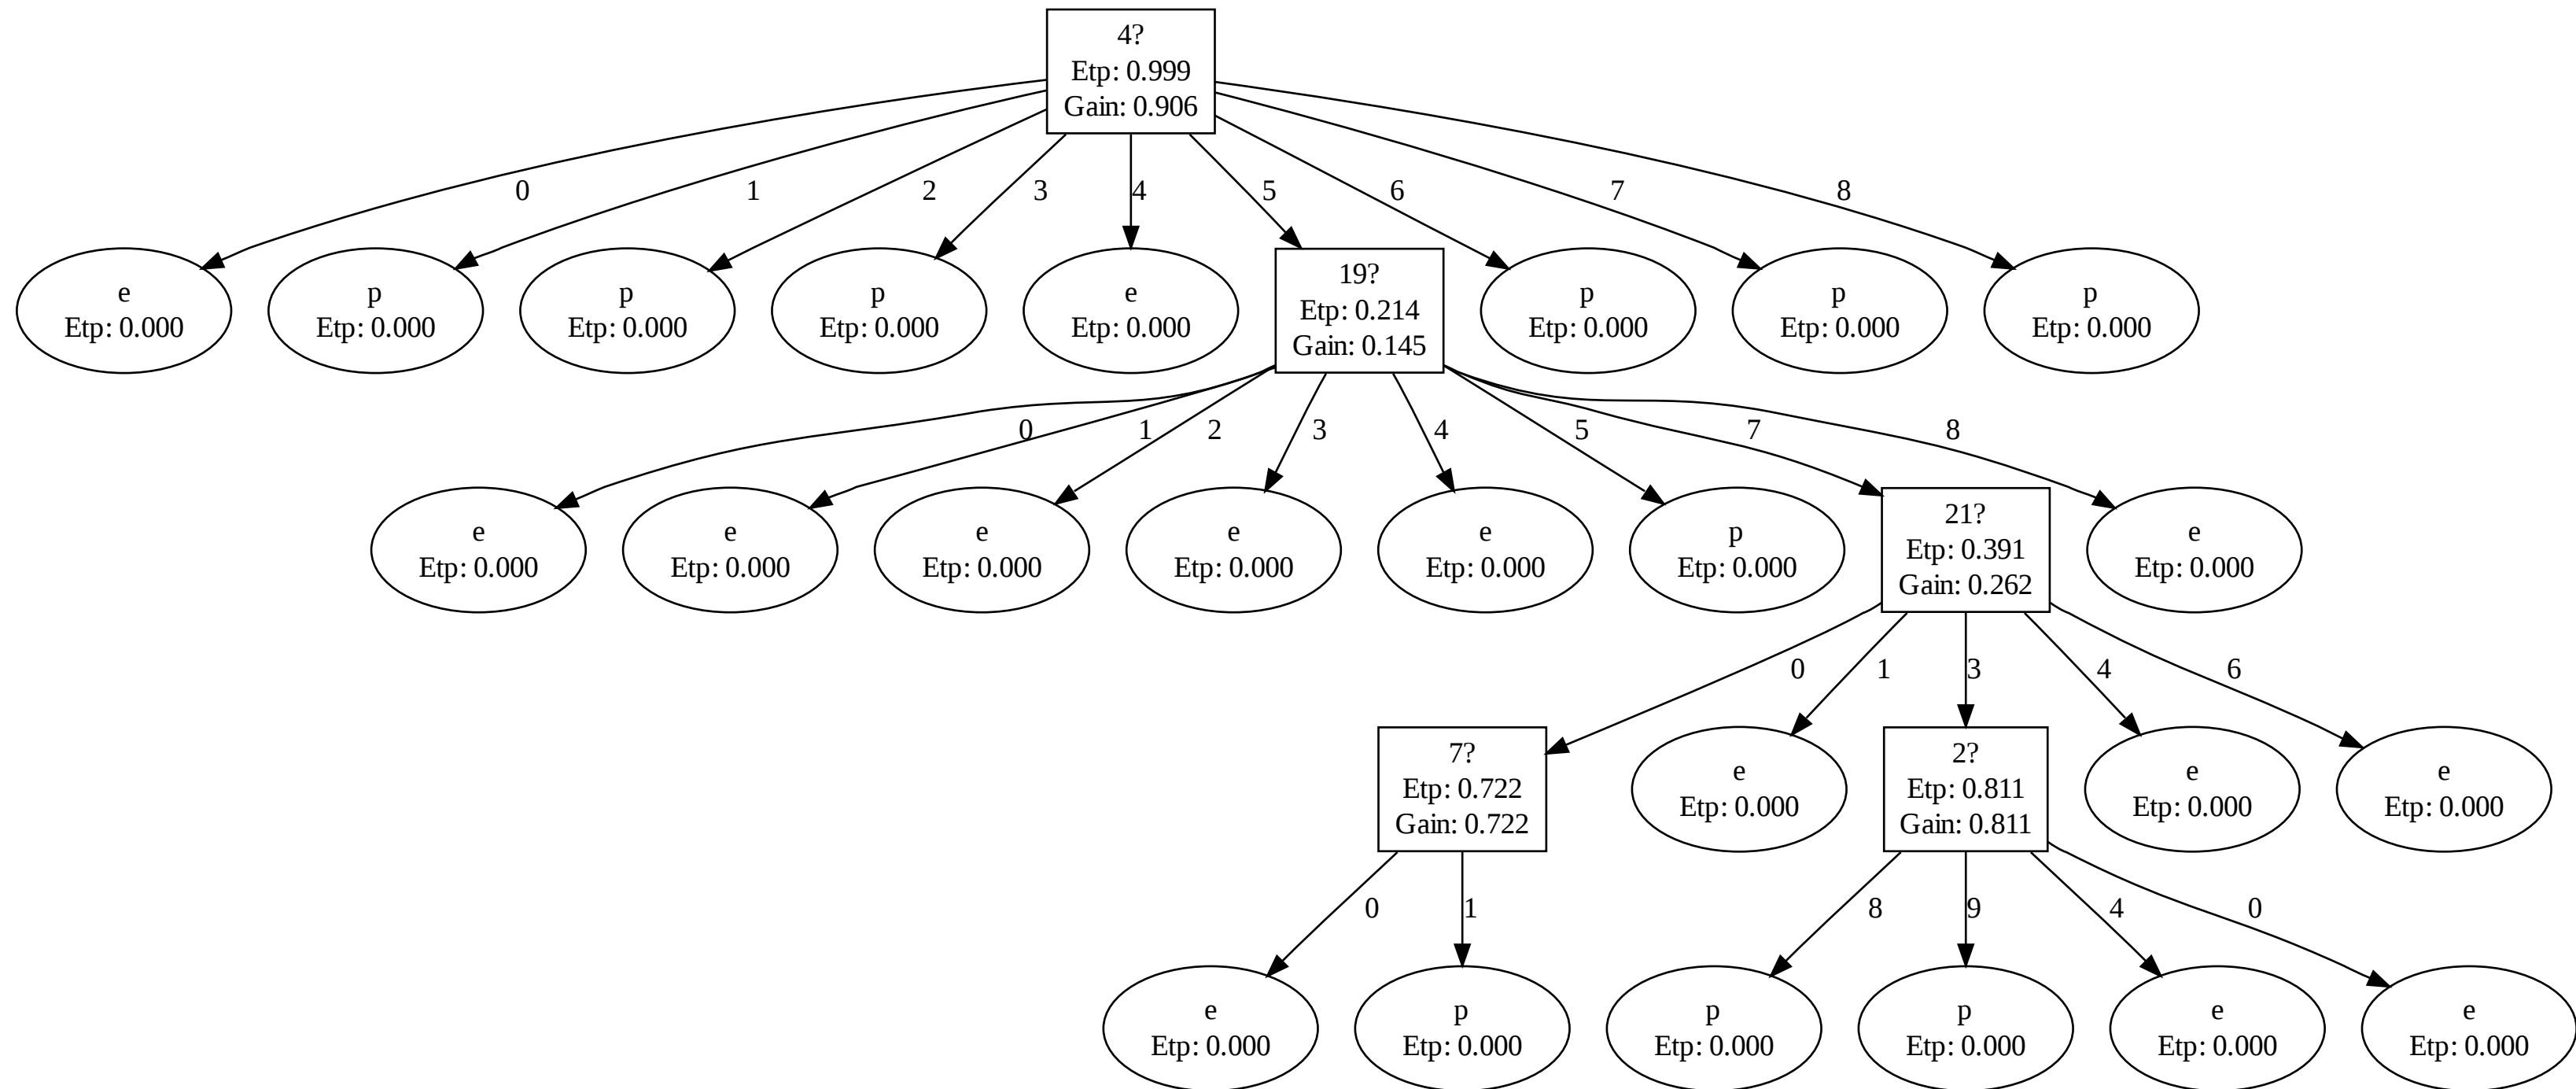 4?
Etp: 0.999
Gain: 0.906
0
1
2
3
4
5
6
7
8
e
Etp: 0.000
p
Etp: 0.000
p
Etp: 0.000
p
Etp: 0.000
e
Etp: 0.000
19?
Etp: 0.214
Gain: 0.145
p
Etp: 0.000
p
Etp: 0.000
p
Etp: 0.000
0
1
2
3
4
5
7
8
e
Etp: 0.000
e
Etp: 0.000
e
Etp: 0.000
e
Etp: 0.000
e
Etp: 0.000
p
Etp: 0.000
21?
Etp: 0.391
Gain: 0.262
e
Etp: 0.000
0
1
3
4
6
7?
Etp: 0.722
Gain: 0.722
e
Etp: 0.000
2?
Etp: 0.811
Gain: 0.811
e
Etp: 0.000
e
Etp: 0.000
0
1
8
9
4
0
e
Etp: 0.000
p
Etp: 0.000
p
Etp: 0.000
p
Etp: 0.000
e
Etp: 0.000
e
Etp: 0.000